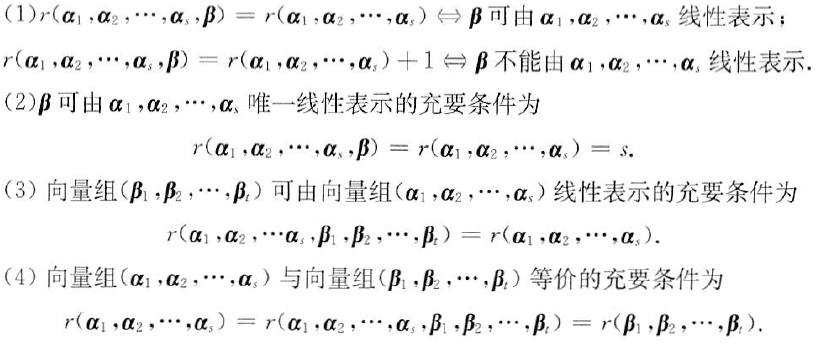 (1)r(α₁,α₂,⋯,αₛ,β) = r(α₁,α₂,⋯,αₛ) ⇔ β 可由 α₁,α₂,⋯,αₛ 线性表示;
r(α₁,α₂,⋯,αₛ,β) = r(α₁,α₂,⋯,αₛ) + 1 ⇔ β 不能由 α₁,α₂,⋯,αₛ 线性表示.
(2)β 可由 α₁,α₂,⋯,αₛ 唯一线性表示的充要条件为
r(α₁,α₂,⋯,αₛ,β) = r(α₁,α₂,⋯,αₛ) = s.
(3) 向量组(β₁,β₂,⋯,βₜ) 可由向量组(α₁,α₂,⋯,αₛ) 线性表示的充要条件为
r(α₁,α₂,⋯αₛ,β₁,β₂,⋯,βₜ) = r(α₁,α₂,⋯,αₛ).
(4) 向量组(α₁,α₂,⋯,αₛ) 与向量组(β₁,β₂,⋯,βₜ) 等价的充要条件为
r(α₁,α₂,⋯,αₛ) = r(α₁,α₂,⋯,αₛ,β₁,β₂,⋯,βₜ) = r(β₁,β₂,⋯,βₜ).